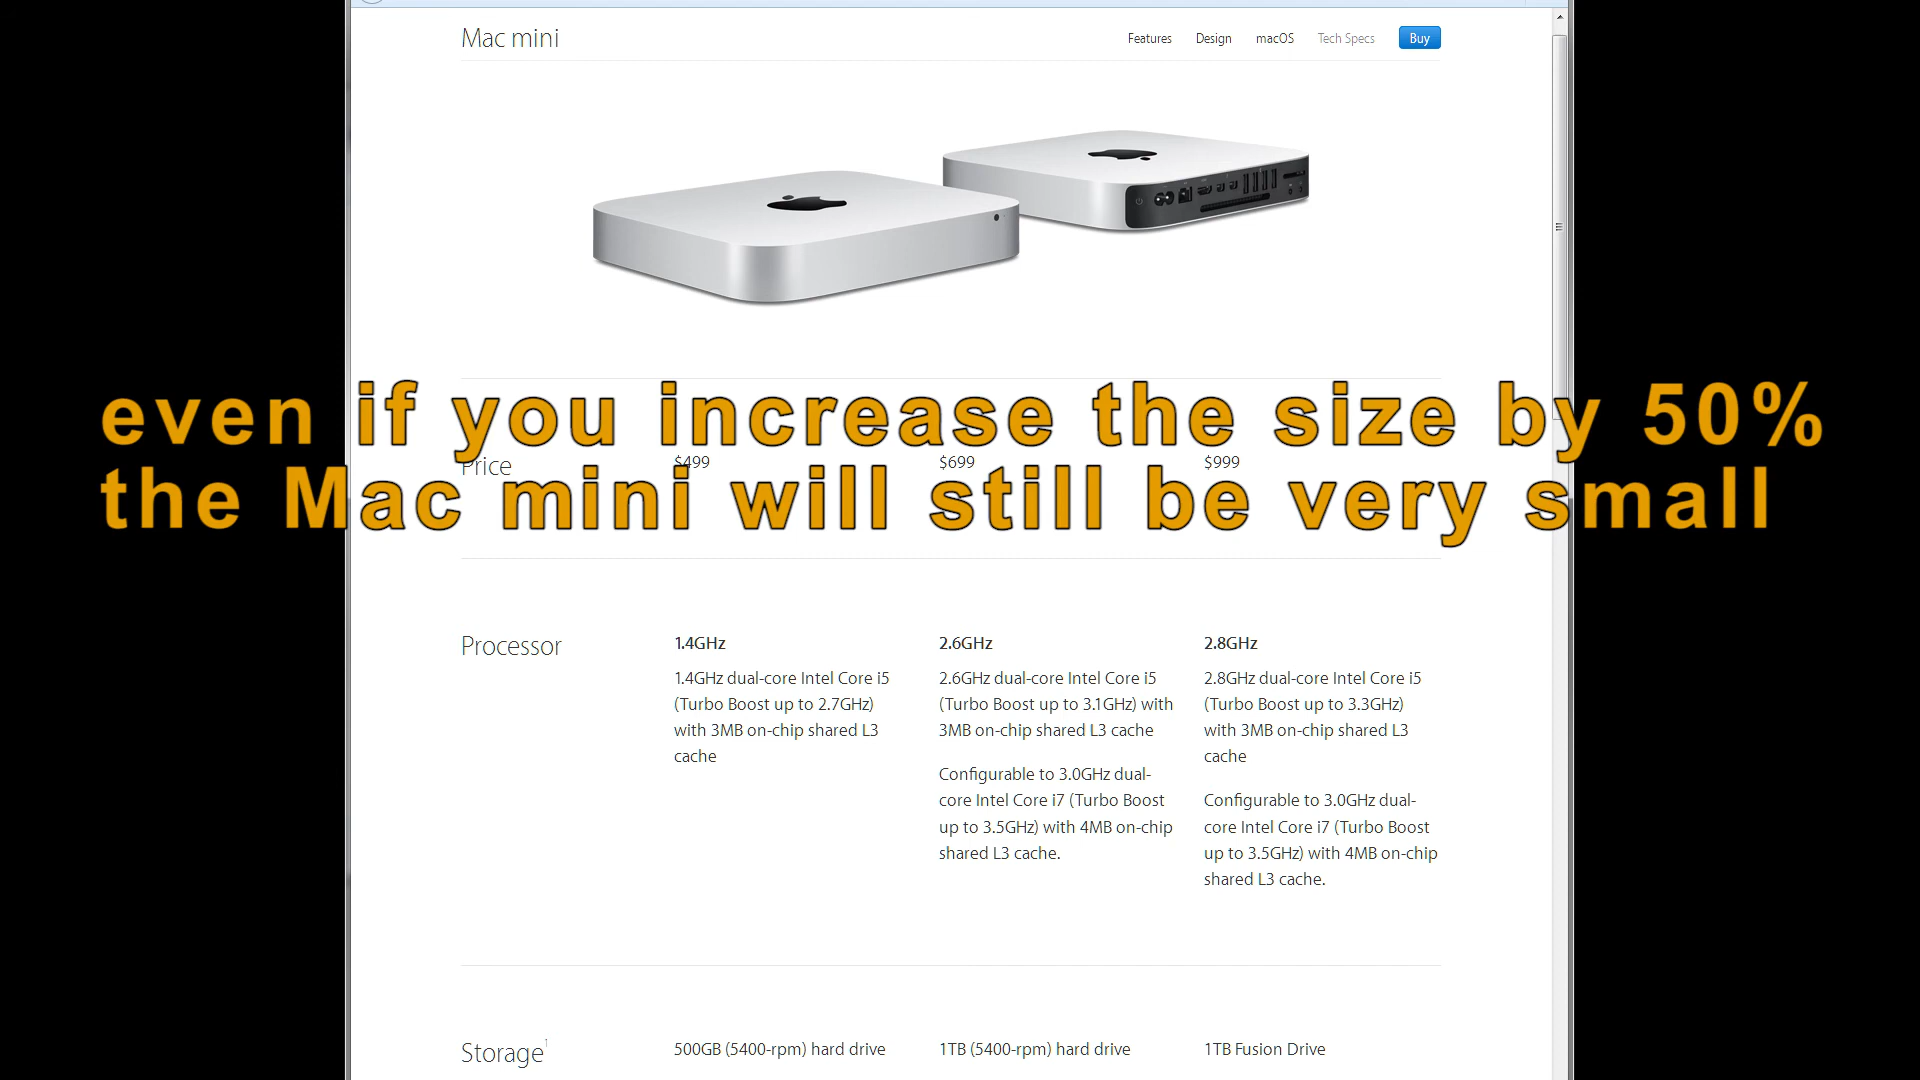 Mac mini
Features Design macOS Tech Specs Buy
even if you increase the size by 50%
Price $499 $699 $999
the Mac mini will still be very small
Processor
1.4GHz
1.4GHz dual-core Intel Core i5
(Turbo Boost up to 2.7GHz)
with 3MB on-chip shared L3
cache
2.6GHz
2.6GHz dual-core Intel Core i5
(Turbo Boost up to 3.1GHz) with
3MB on-chip shared L3 cache
Configurable to 3.0GHz dual-
core Intel Core i7 (Turbo Boost
up to 3.5GHz) with 4MB on-chip
shared L3 cache.
2.8GHz
2.8GHz dual-core Intel Core i5
(Turbo Boost up to 3.3GHz)
with 3MB on-chip shared L3
cache
Configurable to 3.0GHz dual-
core Intel Core i7 (Turbo Boost
up to 3.5GHz) with 4MB on-chip
shared L3 cache.
Storage¹ 500GB (5400-rpm) hard drive 1TB (5400-rpm) hard drive 1TB Fusion Drive